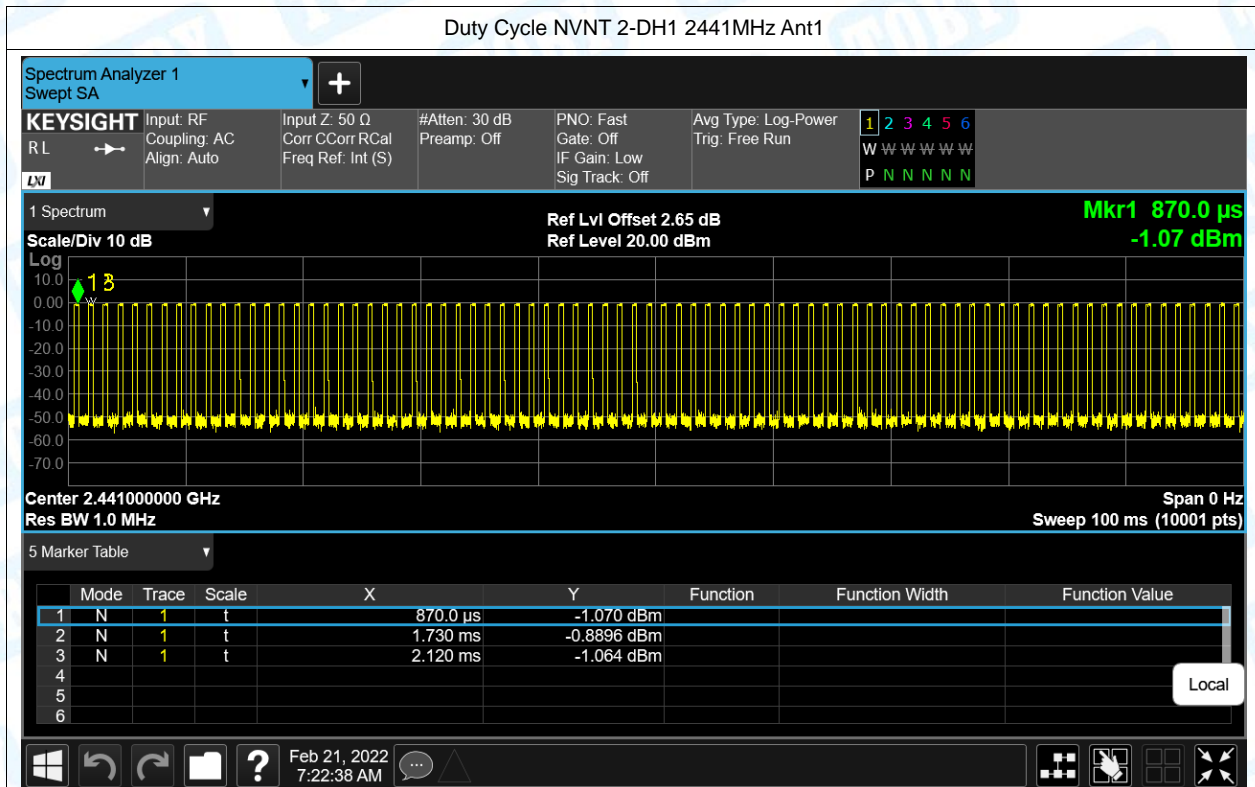 Duty Cycle NVNT 2-DH1 2441MHz Ant1
Spectrum Analyzer 1
Swept SA
KEYSIGHT
R L
LXI
Input: RF
Coupling: AC
Align: Auto
Input Z: 50 Ω
Corr CCorr RCal
Freq Ref: Int (S)
#Atten: 30 dB
Preamp: Off
PNO: Fast
Gate: Off
IF Gain: Low
Sig Track: Off
Avg Type: Log-Power
Trig: Free Run
1 2 3 4 5 6
W W W W W W
P N N N N N
1 Spectrum
Scale/Div 10 dB
Ref Lvl Offset 2.65 dB
Ref Level 20.00 dBm
Mkr1 870.0 µs
-1.07 dBm
Log
10.0
0.00
-10.0
-20.0
-30.0
-40.0
-50.0
-60.0
-70.0
Center 2.441000000 GHz
Res BW 1.0 MHz
Span 0 Hz
Sweep 100 ms (10001 pts)
5 Marker Table
Mode Trace Scale X Y Function Function Width Function Value
1 N 1 t 870.0 µs -1.070 dBm
2 N 1 t 1.730 ms -0.8896 dBm
3 N 1 t 2.120 ms -1.064 dBm
4
5
6
Local
?
Feb 21, 2022
7:22:38 AM